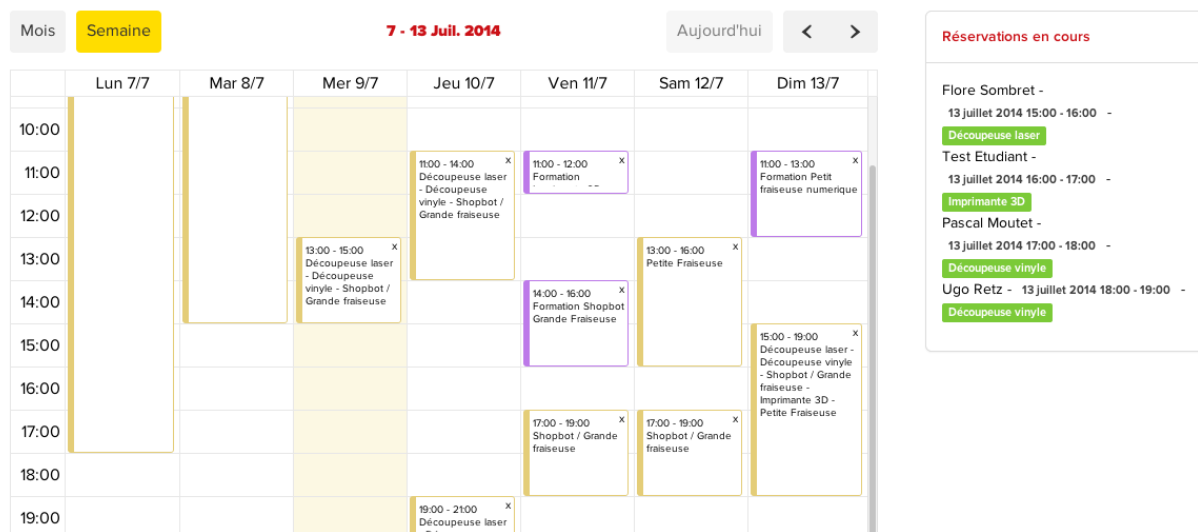 Mois
Semaine
7 - 13 Juil. 2014
Aujourd'hui
Lun 7/7
Mar 8/7
Mer 9/7
Jeu 10/7
Ven 11/7
Sam 12/7
Dim 13/7
10:00
11:00
12:00
13:00
14:00
15:00
16:00
17:00
18:00
19:00
13:00 - 15:00 x
Découpeuse laser
- Découpeuse
vinyle - Shopbot /
Grande fraiseuse
11:00 - 14:00 x
Découpeuse laser
- Découpeuse
vinyle - Shopbot /
Grande fraiseuse
19:00 - 21:00 x
Découpeuse laser
11:00 - 12:00 x
Formation
14:00 - 16:00 x
Formation Shopbot
Grande Fraiseuse
17:00 - 19:00 x
Shopbot / Grande
fraiseuse
13:00 - 16:00 x
Petite Fraiseuse
17:00 - 19:00 x
Shopbot / Grande
fraiseuse
11:00 - 13:00 x
Formation Petit
fraiseuse numerique
15:00 - 19:00 x
Découpeuse laser -
Découpeuse vinyle
- Shopbot / Grande
fraiseuse -
Imprimante 3D -
Petite Fraiseuse
Réservations en cours
Flore Sombret -
13 juillet 2014 15:00 - 16:00 -
Découpeuse laser
Test Etudiant -
13 juillet 2014 16:00 - 17:00 -
Imprimante 3D
Pascal Moutet -
13 juillet 2014 17:00 - 18:00 -
Découpeuse vinyle
Ugo Retz - 13 juillet 2014 18:00 - 19:00 -
Découpeuse vinyle